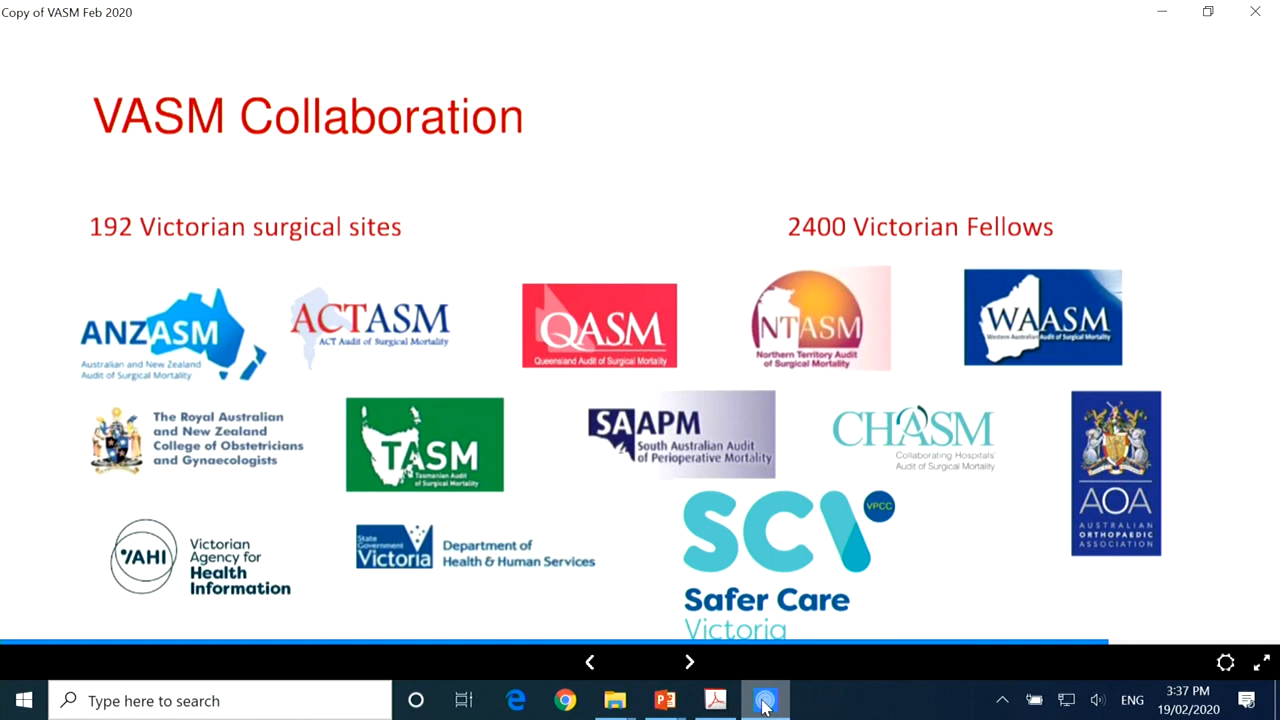 Copy of VASM Feb 2020
VASM Collaboration
192 Victorian surgical sites
2400 Victorian Fellows
ANZASM
Australian and New Zealand
Audit of Surgical Mortality
ACTASM
ACT Audit of Surgical Mortality
QASM
Queensland Audit of Surgical Mortality
NTASM
Northern Territory Audit
of Surgical Mortality
WAASM
Western Australian Audit of Surgical Mortality
The Royal Australian
and New Zealand
College of Obstetricians
and Gynaecologists
TASM
Tasmanian Audit
of Surgical Mortality
SAAPM
South Australian Audit
of Perioperative Mortality
CHASM
Collaborating Hospitals'
Audit of Surgical Mortality
AOA
AUSTRALIAN
ORTHOPAEDIC
ASSOCIATION
VAHI
Victorian
Agency for
Health
Information
State
Government
Victoria
Department of
Health & Human Services
SCV
VPCC
Safer Care
Victoria
Type here to search
ENG
3:37 PM
19/02/2020